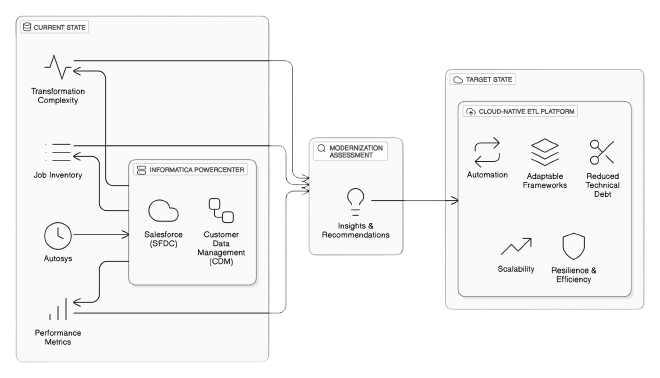 CURRENT STATE
Transformation
Complexity
Job Inventory
Autosys
Performance
Metrics
INFORMATICA POWERCENTER
Salesforce
(SFDC)
Customer
Data
Management
(CDM)
MODERNIZATION
ASSESSMENT
Insights &
Recommendations
TARGET STATE
CLOUD-NATIVE ETL PLATFORM
Automation
Adaptable
Frameworks
Reduced
Technical
Debt
Scalability
Resilience &
Efficiency